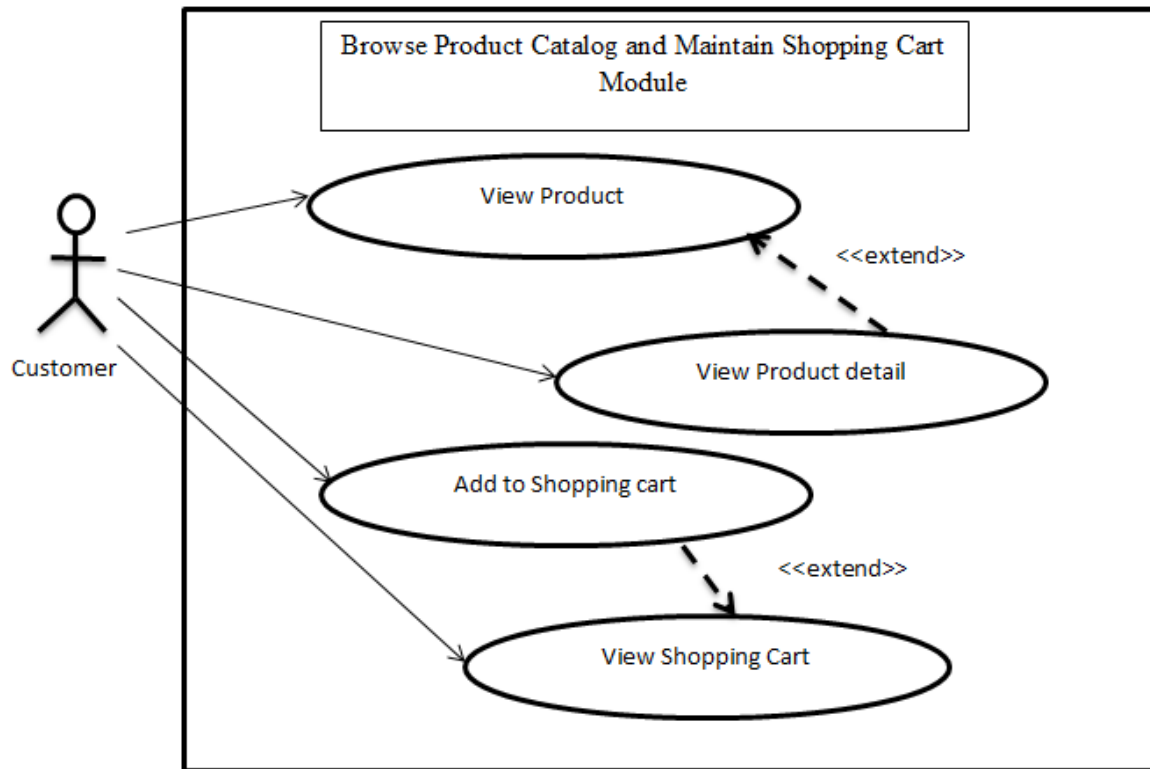 Browse Product Catalog and Maintain Shopping Cart
Module
View Product
<<extend>>
View Product detail
Customer
Add to Shopping cart
<<extend>>
View Shopping Cart